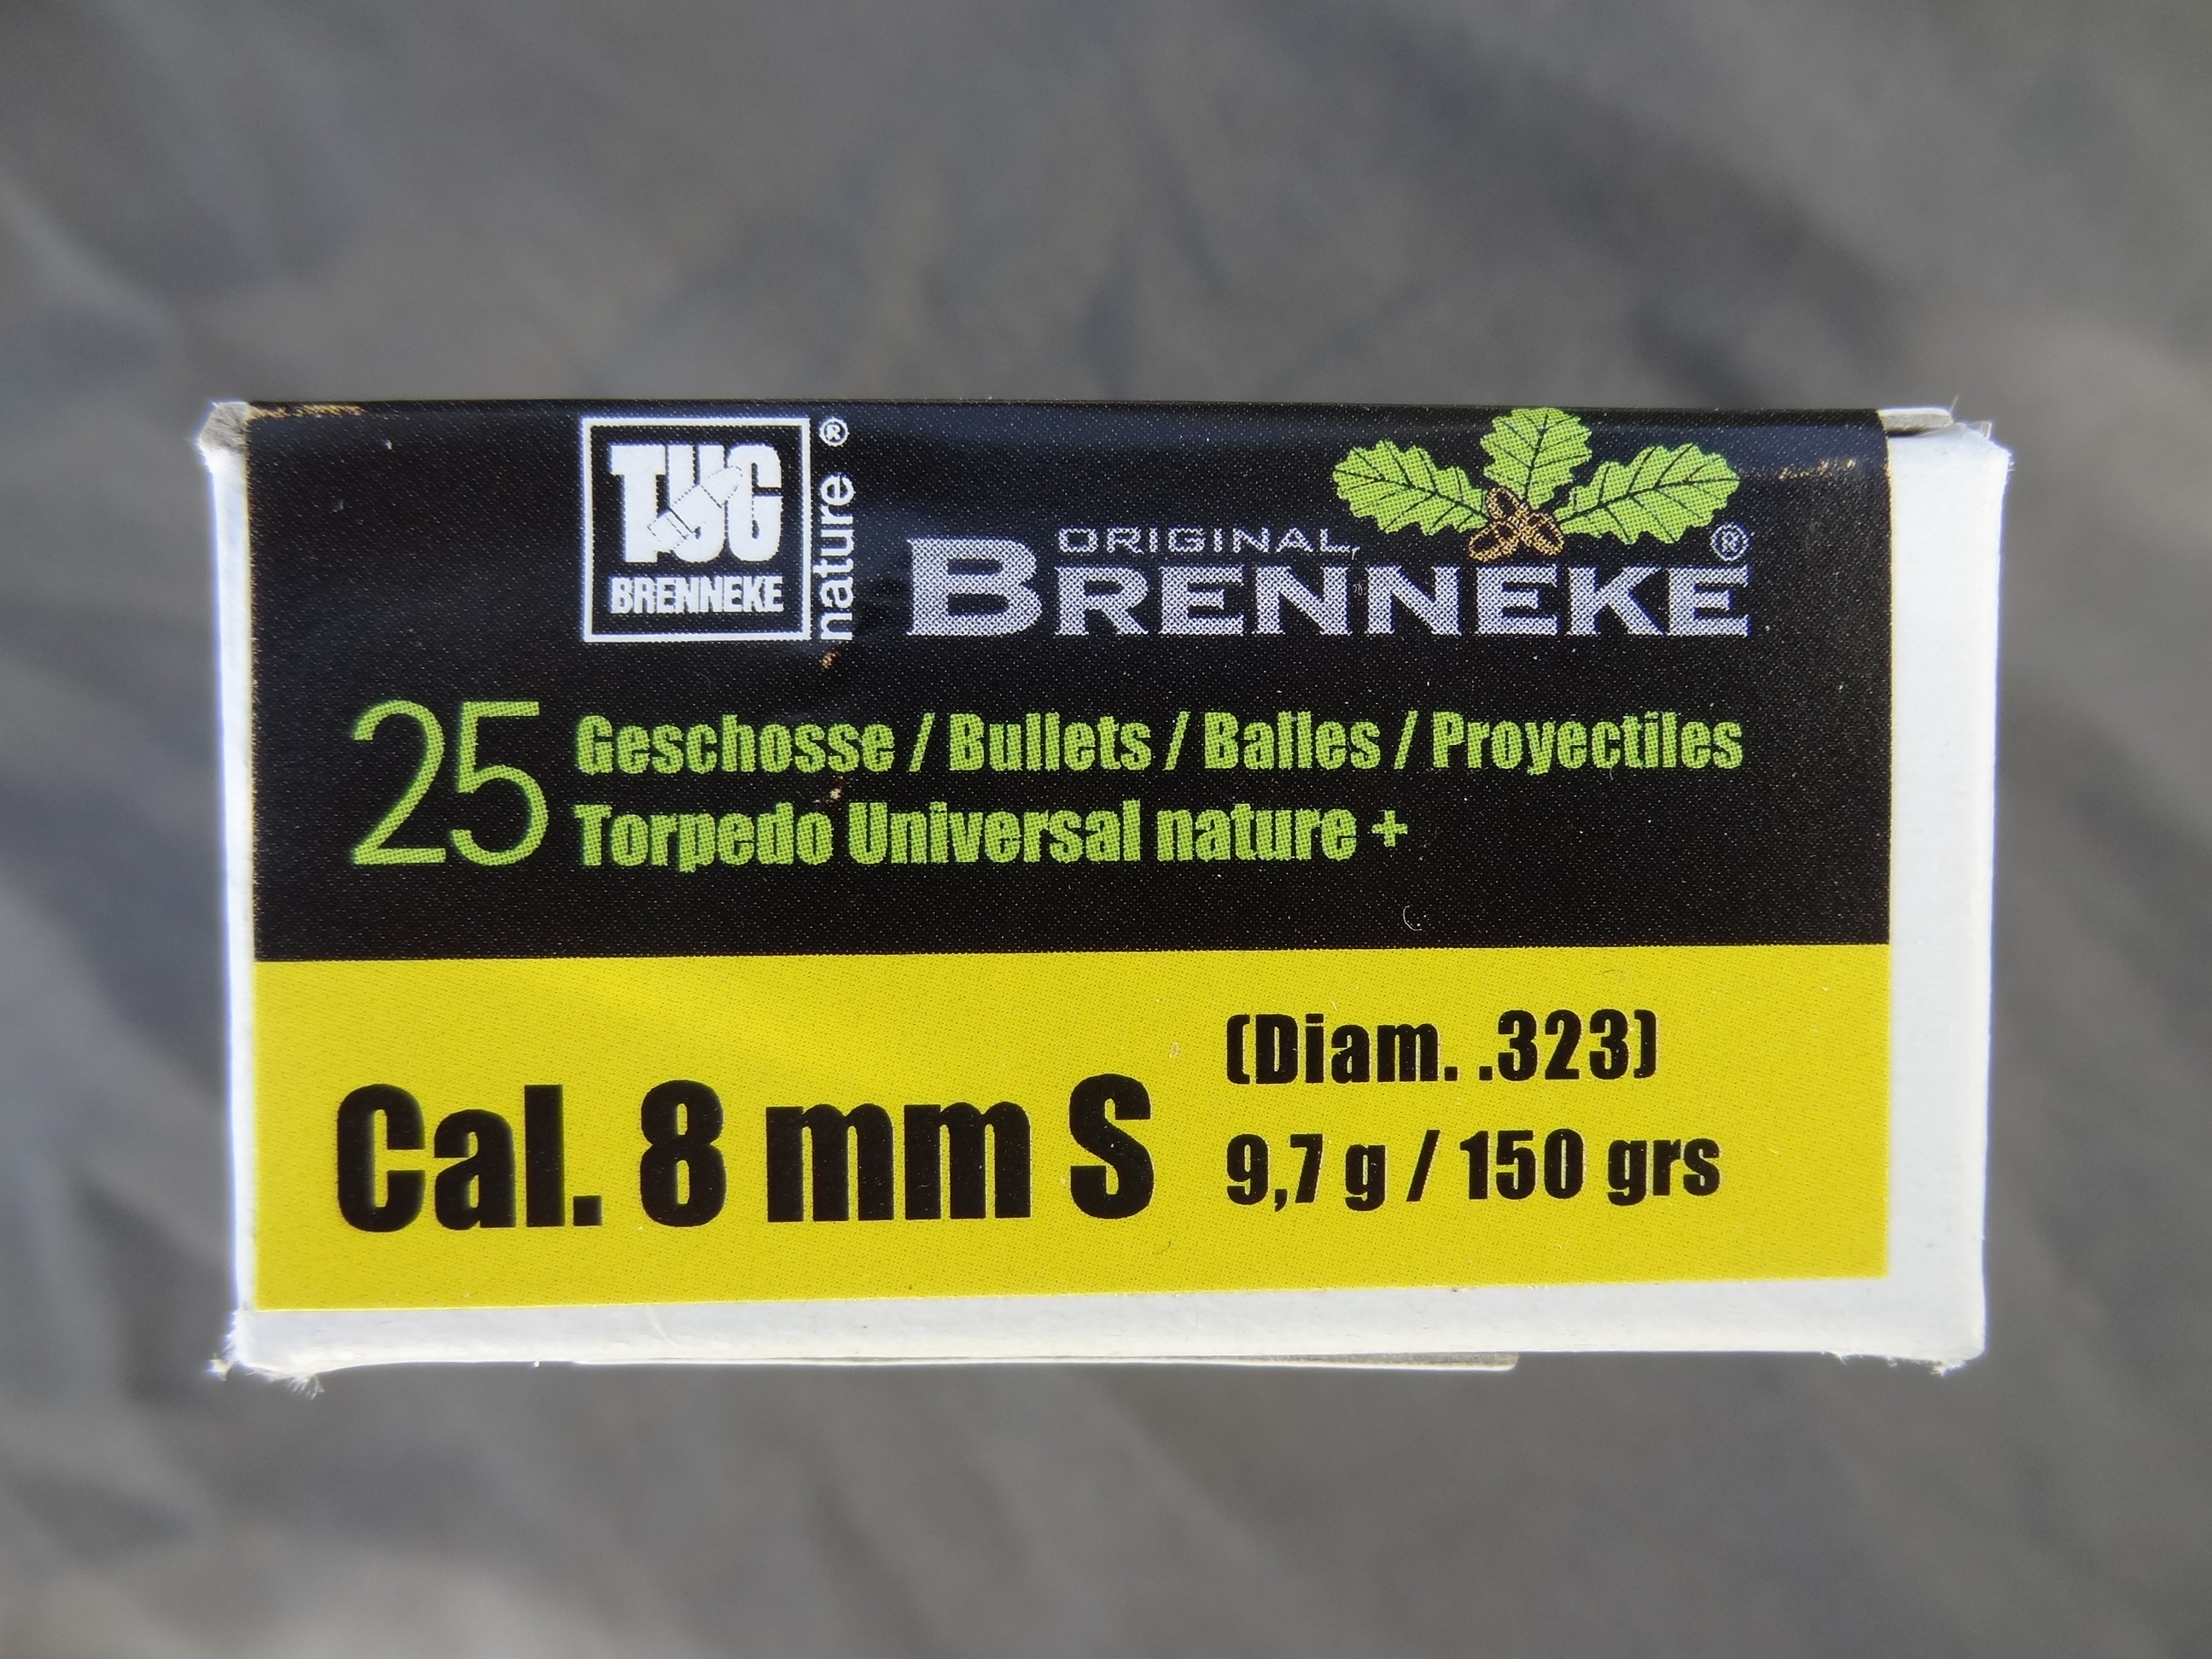 TUG
BRENNEKE
nature ®
ORIGINAL
BRENNEKE ®
25 Geschosse / Bullets / Balles / Proyectiles
Torpedo Universal nature +
(Diam. .323)
Cal. 8 mm S
9,7 g / 150 grs